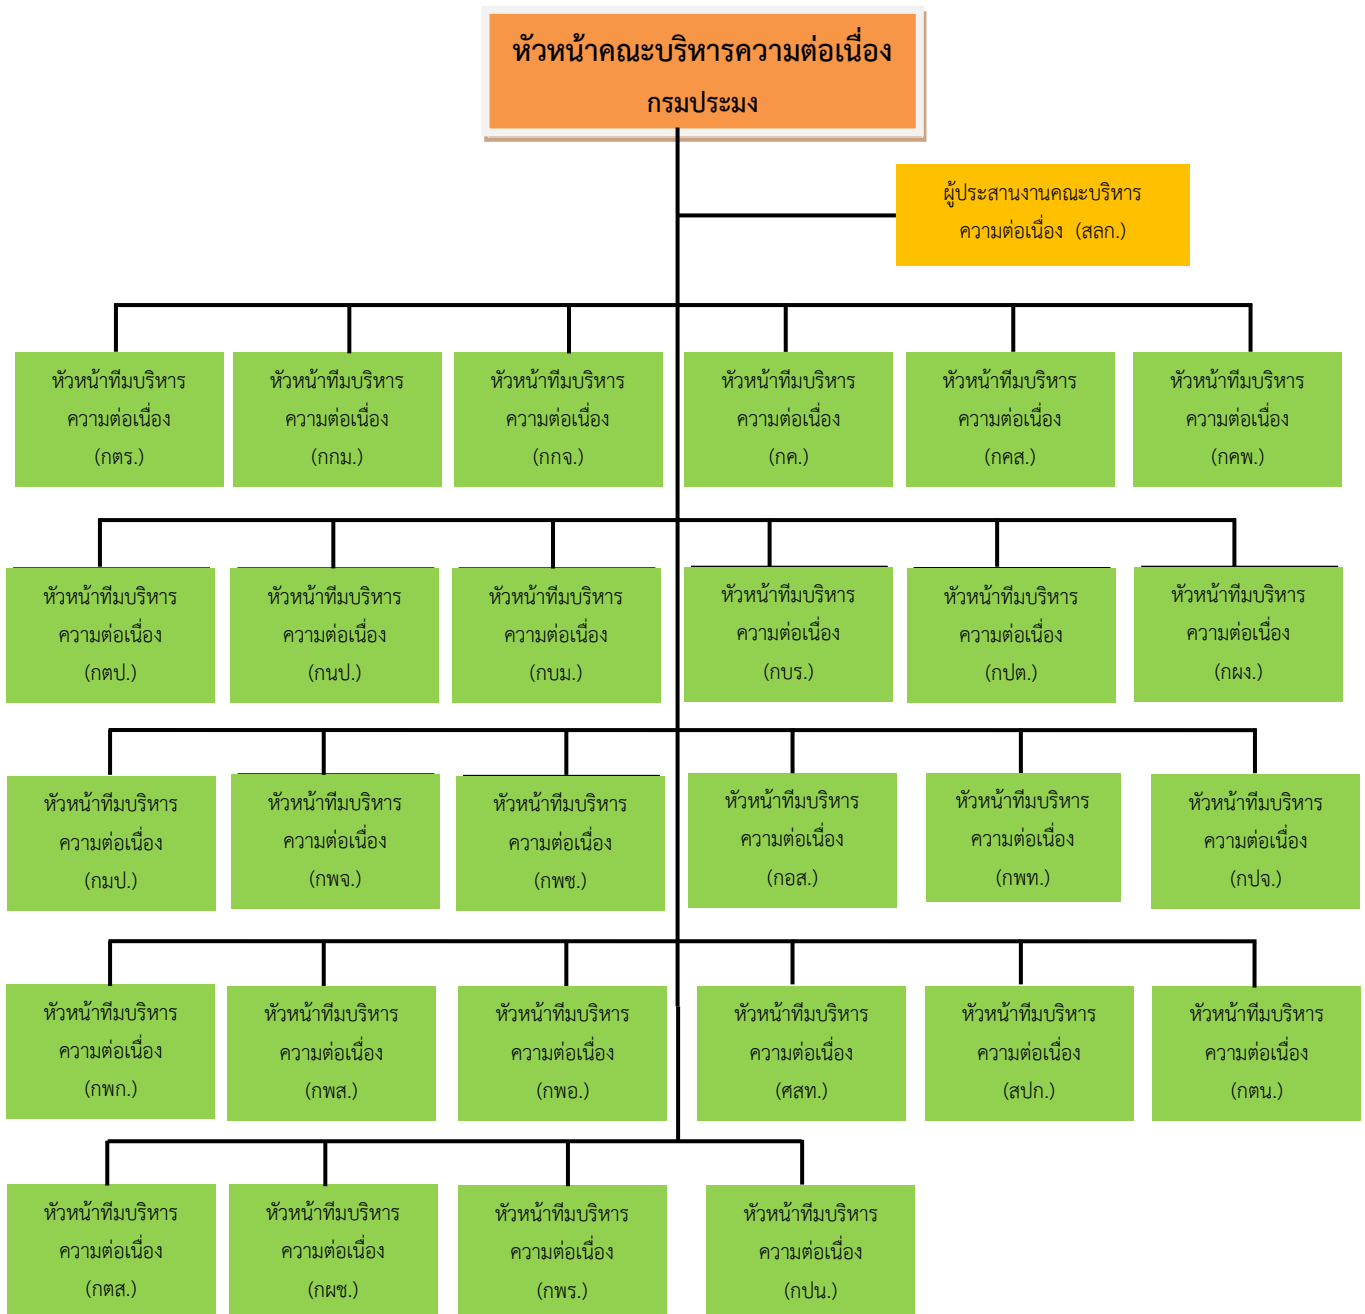 หัวหน้าคณะบริหารความต่อเนื่อง
กรมประมง
ผู้ประสานงานคณะบริหาร
ความต่อเนื่อง (สลก.)
หัวหน้าทีมบริหาร
ความต่อเนื่อง
(กตร.)
หัวหน้าทีมบริหาร
ความต่อเนื่อง
(กกม.)
หัวหน้าทีมบริหาร
ความต่อเนื่อง
(กกจ.)
หัวหน้าทีมบริหาร
ความต่อเนื่อง
(กค.)
หัวหน้าทีมบริหาร
ความต่อเนื่อง
(กคส.)
หัวหน้าทีมบริหาร
ความต่อเนื่อง
(กคพ.)
หัวหน้าทีมบริหาร
ความต่อเนื่อง
(กตป.)
หัวหน้าทีมบริหาร
ความต่อเนื่อง
(กนป.)
หัวหน้าทีมบริหาร
ความต่อเนื่อง
(กบม.)
หัวหน้าทีมบริหาร
ความต่อเนื่อง
(กบร.)
หัวหน้าทีมบริหาร
ความต่อเนื่อง
(กปต.)
หัวหน้าทีมบริหาร
ความต่อเนื่อง
(กผง.)
หัวหน้าทีมบริหาร
ความต่อเนื่อง
(กมป.)
หัวหน้าทีมบริหาร
ความต่อเนื่อง
(กพจ.)
หัวหน้าทีมบริหาร
ความต่อเนื่อง
(กพช.)
หัวหน้าทีมบริหาร
ความต่อเนื่อง
(กอส.)
หัวหน้าทีมบริหาร
ความต่อเนื่อง
(กพท.)
หัวหน้าทีมบริหาร
ความต่อเนื่อง
(กปจ.)
หัวหน้าทีมบริหาร
ความต่อเนื่อง
(กพก.)
หัวหน้าทีมบริหาร
ความต่อเนื่อง
(กพส.)
หัวหน้าทีมบริหาร
ความต่อเนื่อง
(กพอ.)
หัวหน้าทีมบริหาร
ความต่อเนื่อง
(ศสท.)
หัวหน้าทีมบริหาร
ความต่อเนื่อง
(สปก.)
หัวหน้าทีมบริหาร
ความต่อเนื่อง
(กตน.)
หัวหน้าทีมบริหาร
ความต่อเนื่อง
(กตส.)
หัวหน้าทีมบริหาร
ความต่อเนื่อง
(กผช.)
หัวหน้าทีมบริหาร
ความต่อเนื่อง
(กพร.)
หัวหน้าทีมบริหาร
ความต่อเนื่อง
(กปน.)